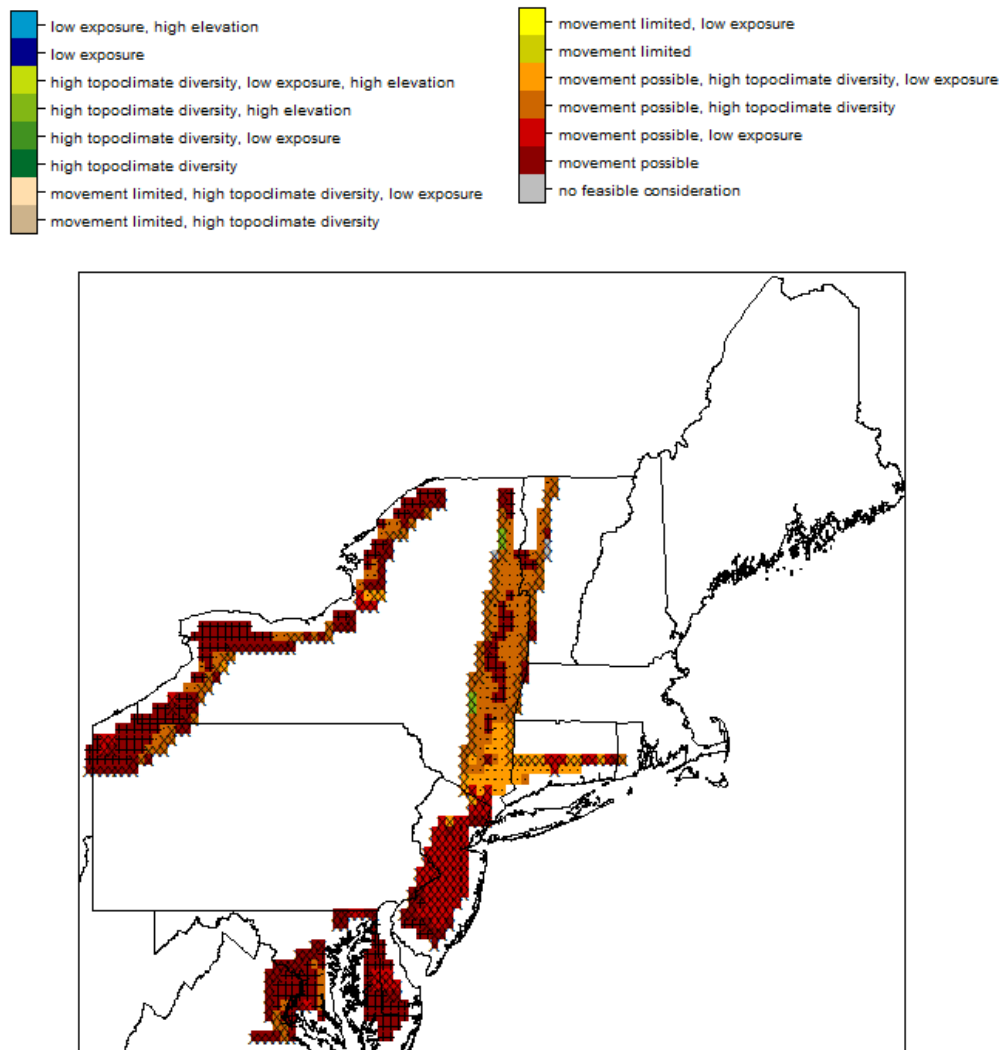 low exposure, high elevation
low exposure
high topoclimate diversity, low exposure, high elevation
high topoclimate diversity, high elevation
high topoclimate diversity, low exposure
high topoclimate diversity
movement limited, high topoclimate diversity, low exposure
movement limited, high topoclimate diversity
movement limited, low exposure
movement limited
movement possible, high topoclimate diversity, low exposure
movement possible, high topoclimate diversity
movement possible, low exposure
movement possible
no feasible consideration